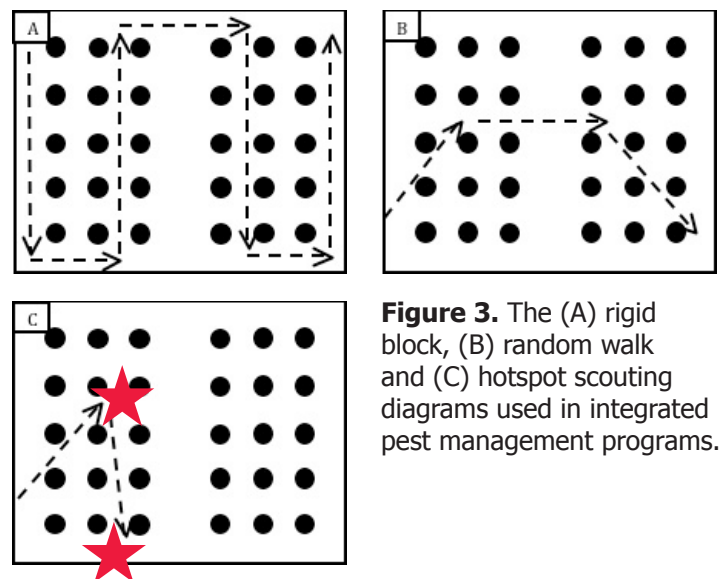 A
B
C
Figure 3. The (A) rigid
block, (B) random walk
and (C) hotspot scouting
diagrams used in integrated
pest management programs.